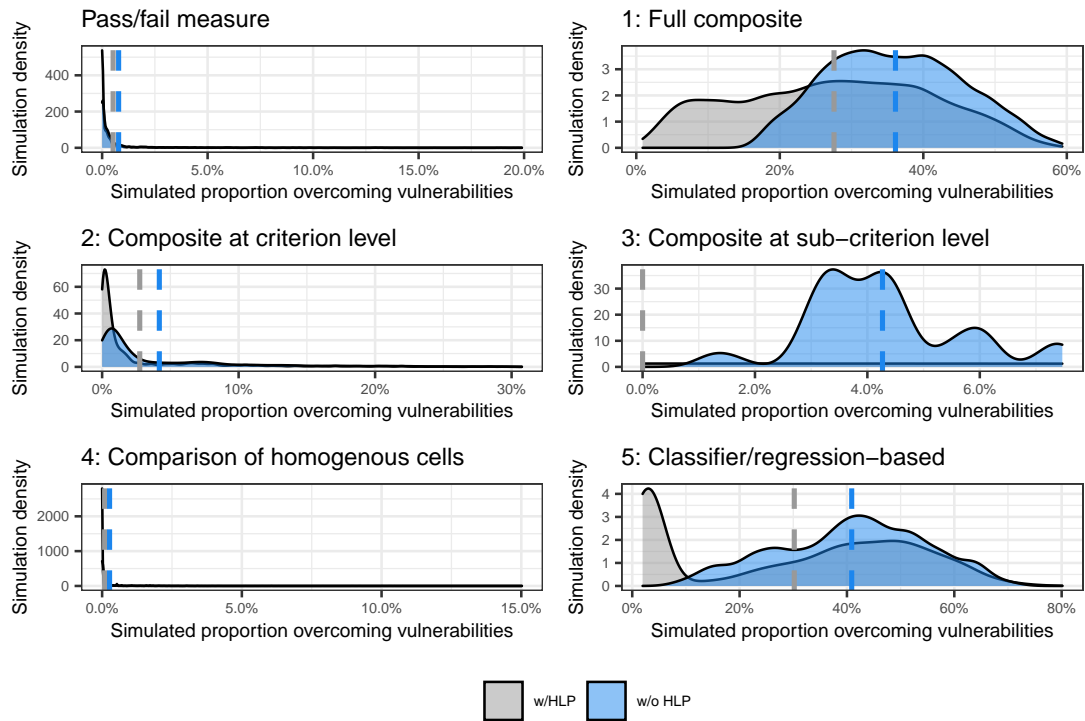 Pass/fail measure
Simulation density
400
200
0
0.0% 5.0% 10.0% 15.0% 20.0%
Simulated proportion overcoming vulnerabilities
1: Full composite
Simulation density
3
2
1
0
0% 20% 40% 60%
Simulated proportion overcoming vulnerabilities
2: Composite at criterion level
Simulation density
60
40
20
0
0% 10% 20% 30%
Simulated proportion overcoming vulnerabilities
3: Composite at sub−criterion level
Simulation density
30
20
10
0
0.0% 2.0% 4.0% 6.0%
Simulated proportion overcoming vulnerabilities
4: Comparison of homogenous cells
Simulation density
2000
1000
0
0.0% 5.0% 10.0% 15.0%
Simulated proportion overcoming vulnerabilities
5: Classifier/regression−based
Simulation density
4
3
2
1
0
0% 20% 40% 60% 80%
Simulated proportion overcoming vulnerabilities
w/HLP w/o HLP